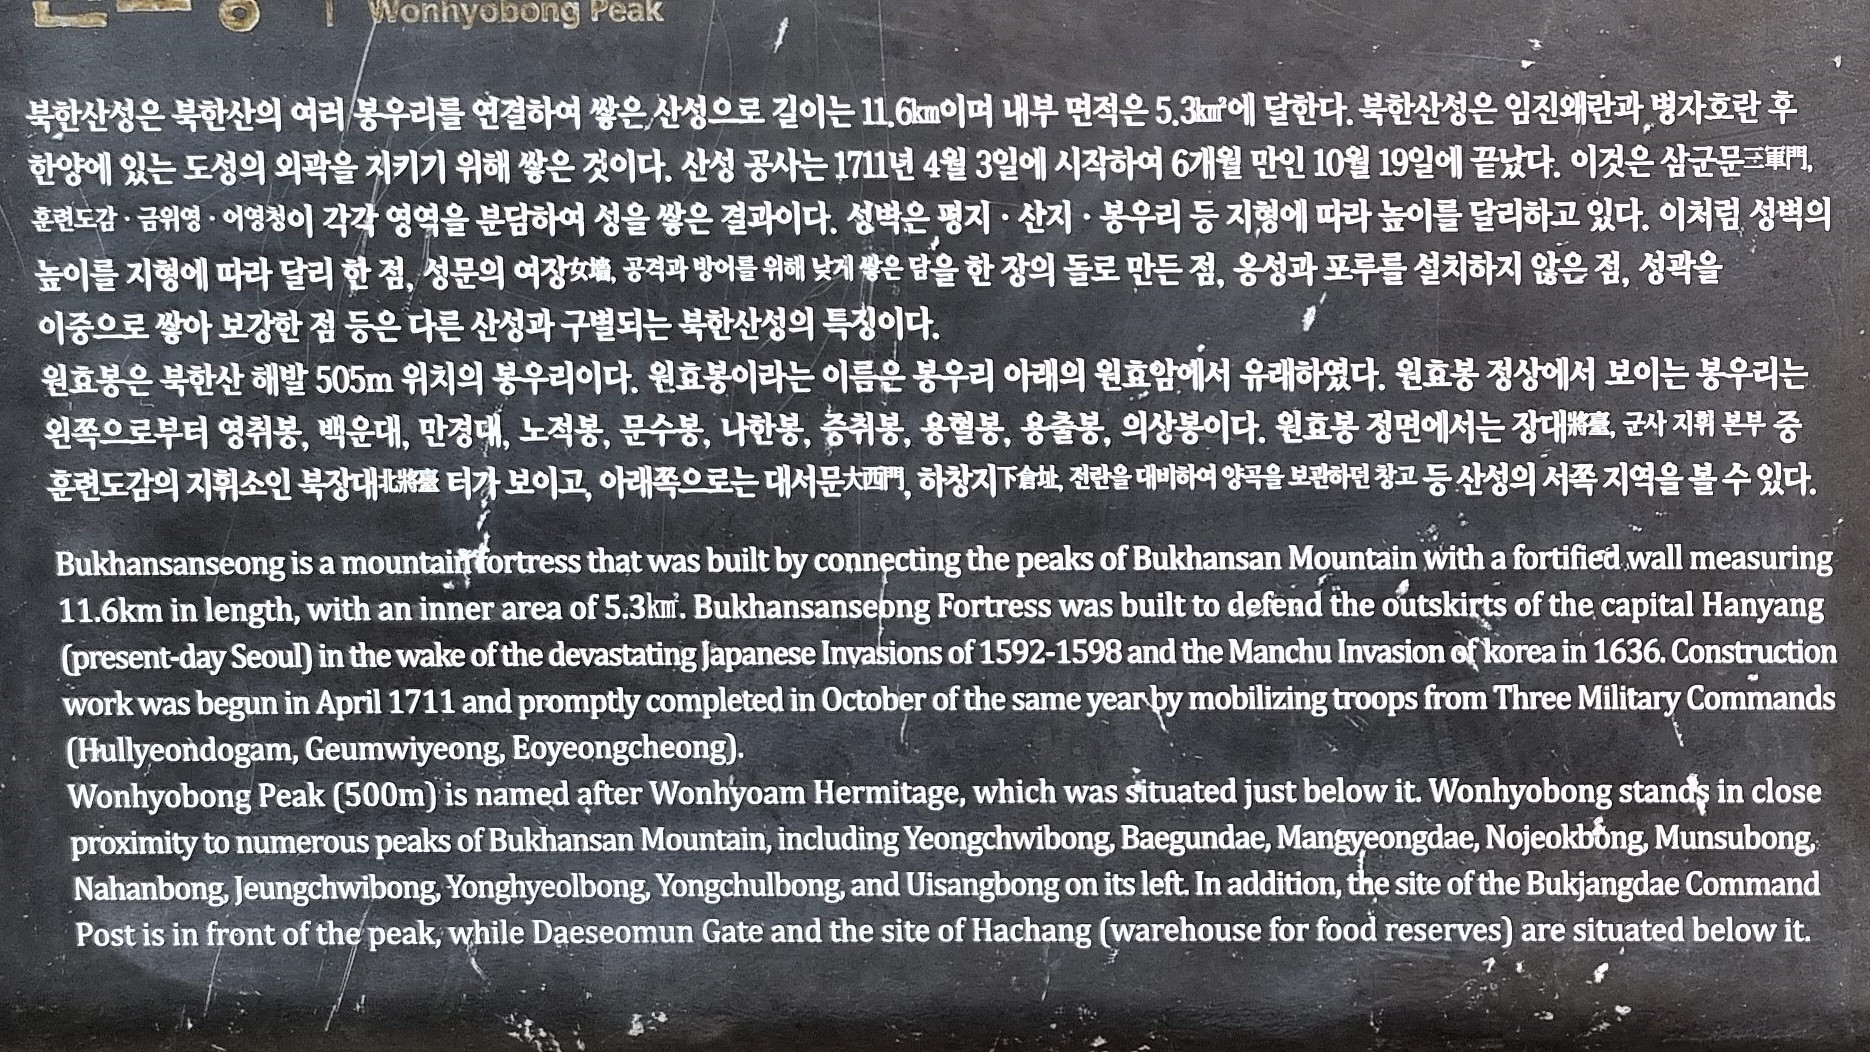 Wonhyobong Peak
북한산성은 북한산의 여러 봉우리를 연결하여 쌓은 산성으로 길이는 11.6㎞이며 내부 면적은 5.3㎢에 달한다. 북한산성은 임진왜란과 병자호란 후
한양에 있는 도성의 외곽을 지키기 위해 쌓은 것이다. 산성 공사는 1711년 4월 3일에 시작하여 6개월 만인 10월 19일에 끝났다. 이것은 삼군문三軍門,
훈련도감 · 금위영 · 어영청이 각각 영역을 분담하여 성을 쌓은 결과이다. 성벽은 평지 · 산지 · 봉우리 등 지형에 따라 높이를 달리하고 있다. 이처럼 성벽의
높이를 지형에 따라 달리 한 점, 성문의 여장女墻, 공격과 방어를 위해 낮게 쌓은 담을 한 장의 돌로 만든 점, 옹성과 포루를 설치하지 않은 점, 성곽을
이중으로 쌓아 보강한 점 등은 다른 산성과 구별되는 북한산성의 특징이다.
원효봉은 북한산 해발 505m 위치의 봉우리이다. 원효봉이라는 이름은 봉우리 아래의 원효암에서 유래하였다. 원효봉 정상에서 보이는 봉우리는
왼쪽으로부터 영취봉, 백운대, 만경대, 노적봉, 문수봉, 나한봉, 증취봉, 용혈봉, 용출봉, 의상봉이다. 원효봉 정면에서는 장대將臺, 군사 지휘 본부 중
훈련도감의 지휘소인 북장대北將臺 터가 보이고, 아래쪽으로는 대서문大西門, 하창지下倉址, 전란을 대비하여 양곡을 보관하던 창고 등 산성의 서쪽 지역을 볼 수 있다.
Bukhansanseong is a mountain fortress that was built by connecting the peaks of Bukhansan Mountain with a fortified wall measuring
11.6km in length, with an inner area of 5.3㎢. Bukhansanseong Fortress was built to defend the outskirts of the capital Hanyang
(present-day Seoul) in the wake of the devastating Japanese Invasions of 1592-1598 and the Manchu Invasion of korea in 1636. Construction
work was begun in April 1711 and promptly completed in October of the same year by mobilizing troops from Three Military Commands
(Hullyeondogam, Geumwiyeong, Eoyeongcheong).
Wonhyobong Peak (500m) is named after Wonhyoam Hermitage, which was situated just below it. Wonhyobong stands in close
proximity to numerous peaks of Bukhansan Mountain, including Yeongchwibong, Baegundae, Mangyeongdae, Nojeokbong, Munsubong,
Nahanbong, Jeungchwibong, Yonghyeolbong, Yongchulbong, and Uisangbong on its left. In addition, the site of the Bukjangdae Command
Post is in front of the peak, while Daeseomun Gate and the site of Hachang (warehouse for food reserves) are situated below it.